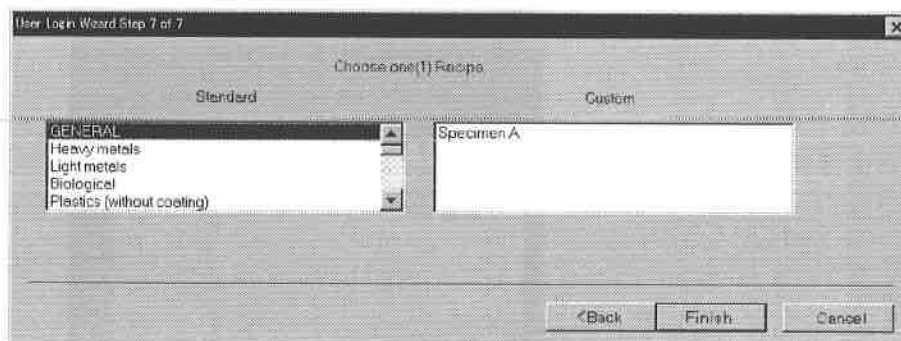 User Login Wizard Step 7 of 7
Choose one(1) Recipe
Standard
Custom
GENERAL
Heavy metals
Light metals
Biological
Plastics (without coating)
Specimen A
<Back
Finish
Cancel